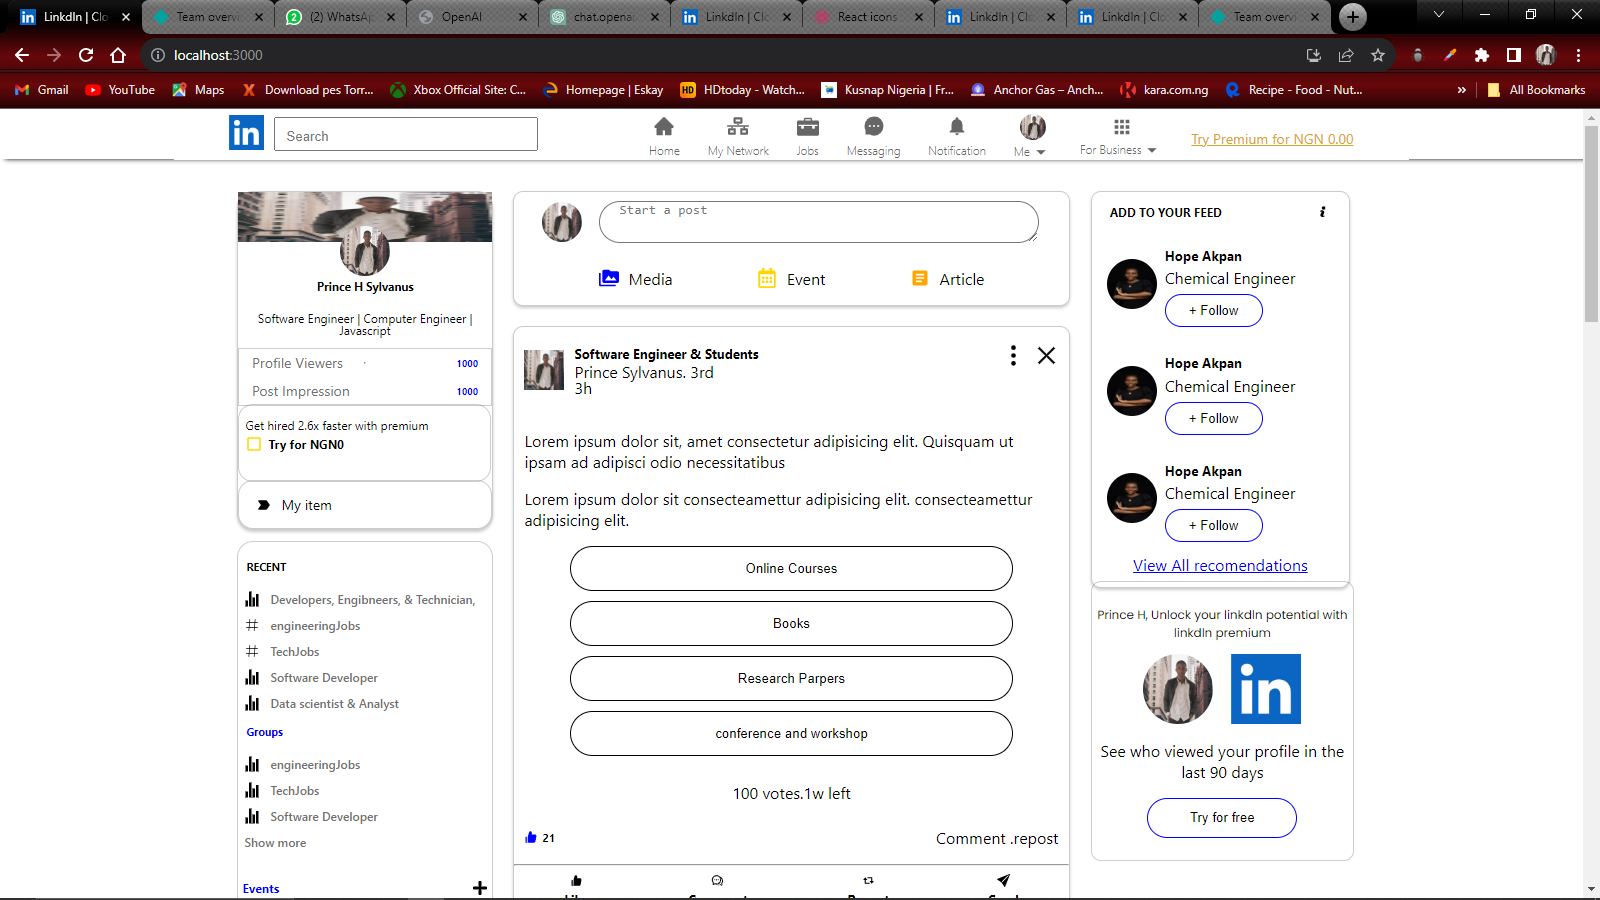 LinkdIn | Clo
Team overvi
(2) WhatsAp
OpenAI
chat.openai
LinkdIn | Clo
React icons
LinkdIn | Clo
LinkdIn | Clo
Team overvi
localhost:3000
Gmail
YouTube
Maps
Download pes Torr...
Xbox Official Site: C...
Homepage | Eskay
HDtoday - Watch...
Kusnap Nigeria | Fr...
Anchor Gas – Anch...
kara.com.ng
Recipe - Food - Nut...
»
All Bookmarks
in
Search
Home
My Network
Jobs
Messaging
Notification
Me
For Business
Try Premium for NGN 0.00
Prince H Sylvanus
Software Engineer | Computer Engineer |
Javascript
Profile Viewers · 1000
Post Impression 1000
Get hired 2.6x faster with premium
Try for NGN0
My item
RECENT
Developers, Engibneers, & Technician,
# engineeringJobs
# TechJobs
Software Developer
Data scientist & Analyst
Groups
engineeringJobs
TechJobs
Software Developer
Show more
Events +
Start a post
Media
Event
Article
Software Engineer & Students
Prince Sylvanus. 3rd
3h
Lorem ipsum dolor sit, amet consectetur adipisicing elit. Quisquam ut
ipsam ad adipisci odio necessitatibus
Lorem ipsum dolor sit consecteamettur adipisicing elit. consecteamettur
adipisicing elit.
Online Courses
Books
Research Parpers
conference and workshop
100 votes.1w left
21
Comment .repost
ADD TO YOUR FEED
Hope Akpan
Chemical Engineer
+ Follow
Hope Akpan
Chemical Engineer
+ Follow
Hope Akpan
Chemical Engineer
+ Follow
View All recomendations
Prince H, Unlock your linkdIn potential with
linkdIn premium
in
See who viewed your profile in the
last 90 days
Try for free